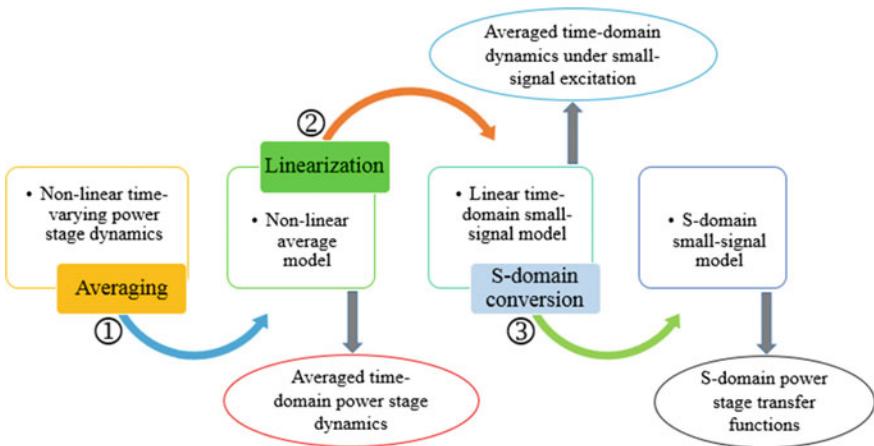 Averaged time-domain
dynamics under small-
signal excitation
②
Linearization
• Non-linear time-
varying power
stage dynamics
Averaging
①
• Non-linear
average
model
• Linear time-
domain small-
signal model
S-domain
conversion
③
• S-domain
small-signal
model
Averaged time-
domain power stage
dynamics
S-domain power
stage transfer
functions